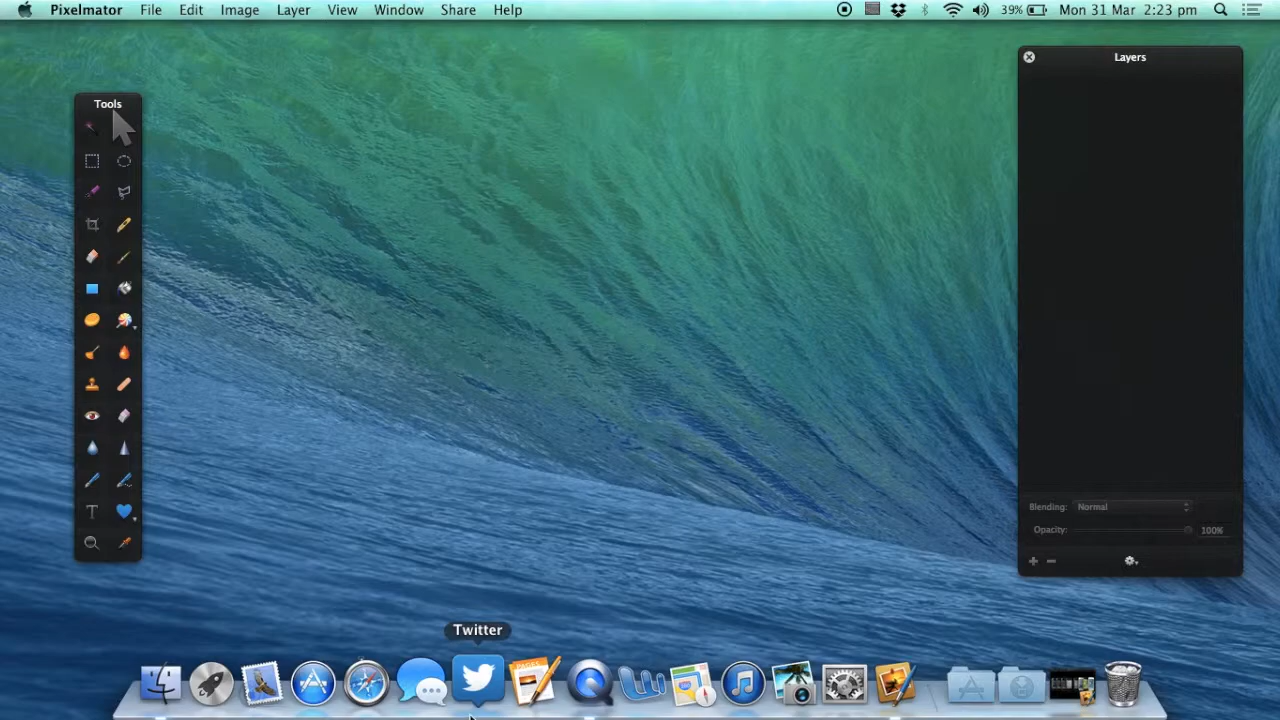 Pixelmator File Edit Image Layer View Window Share Help 39% Mon 31 Mar 2:23 pm
Layers
Tools
T
Blending: Normal
Opacity: 100%
Twitter
PAGES